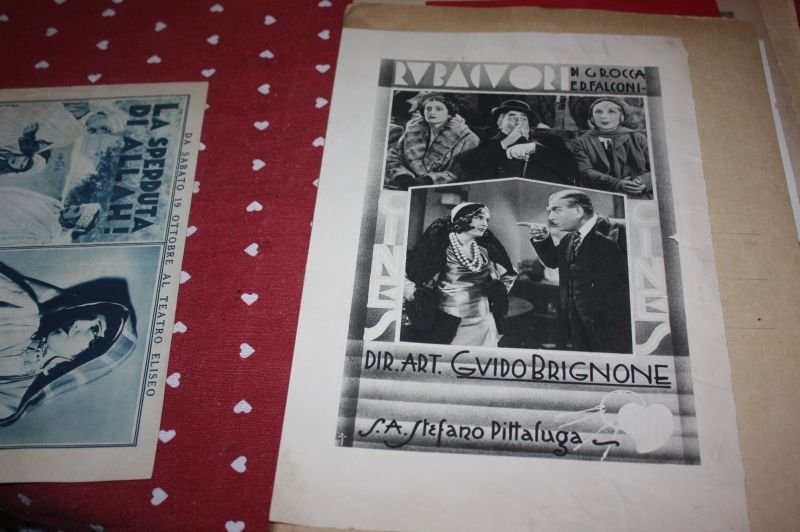 LA SPERDUTA
DI ALLAH!
DA SABATO 19 OTTOBRE AL TEATRO ELISEO
RUBACUORI
DI G. ROCCA
E D. FALCONI-
CINES
CINES
DIR. ART. GUIDO BRIGNONE
S.A. Stefano Pittaluga